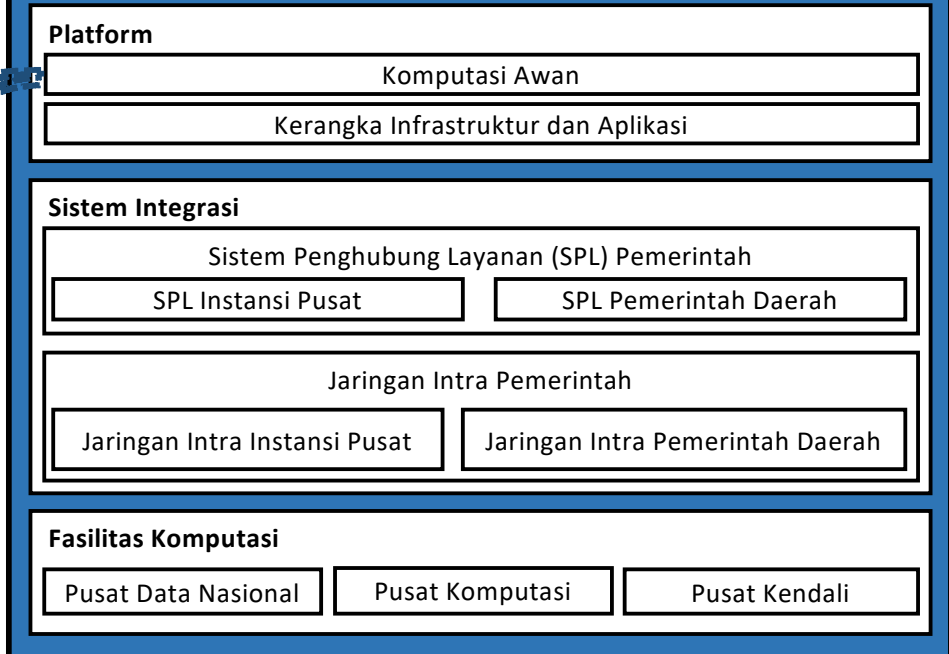 Platform
Komputasi Awan
Kerangka Infrastruktur dan Aplikasi
Sistem Integrasi
Sistem Penghubung Layanan (SPL) Pemerintah
SPL Instansi Pusat
SPL Pemerintah Daerah
Jaringan Intra Pemerintah
Jaringan Intra Instansi Pusat
Jaringan Intra Pemerintah Daerah
Fasilitas Komputasi
Pusat Data Nasional
Pusat Komputasi
Pusat Kendali